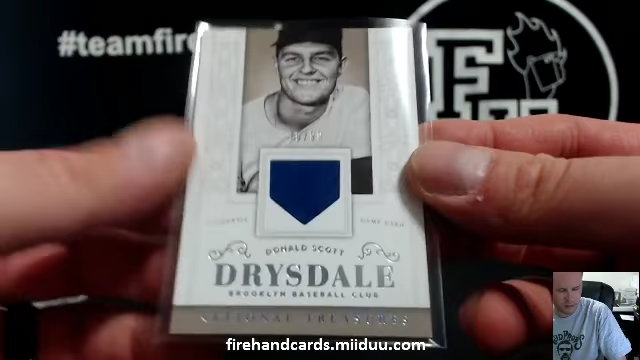 #teamfire
DONALD SCOTT
DRYSDALE
BROOKLYN BASEBALL CLUB
NATIONAL TREASURES
firehandcards.miiduu.com